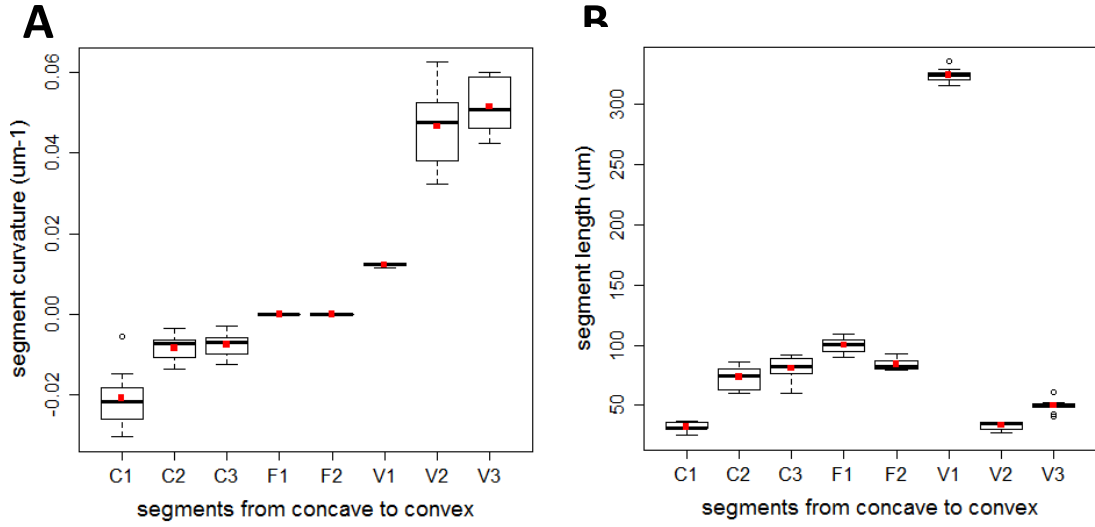 A
segment curvature (um-1)
0.06
0.04
0.02
0.00
-0.02
C1 C2 C3 F1 F2 V1 V2 V3
segments from concave to convex
B
segment length (um)
300
250
200
150
100
50
C1 C2 C3 F1 F2 V1 V2 V3
segments from concave to convex